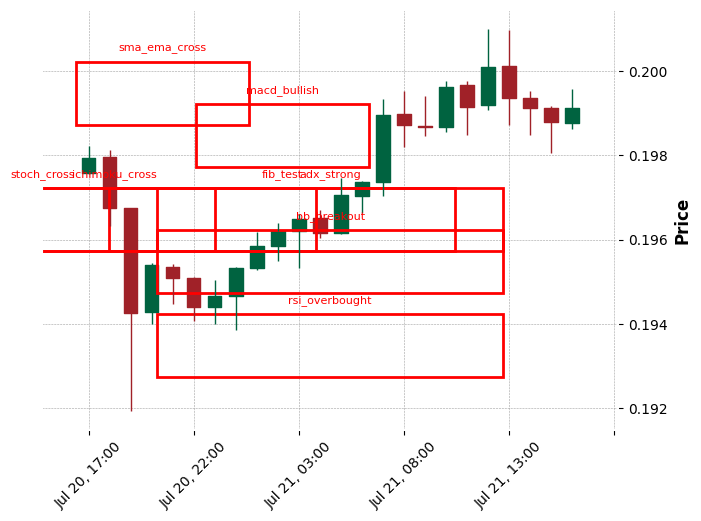 sma_ema_cross
macd_bullish
stoch_cross
ichimoku_cross
fib_test
adx_strong
bb_breakout
rsi_overbought
0.200
0.198
0.196
0.194
0.192
Price
Jul 20, 17:00
Jul 20, 22:00
Jul 21, 03:00
Jul 21, 08:00
Jul 21, 13:00